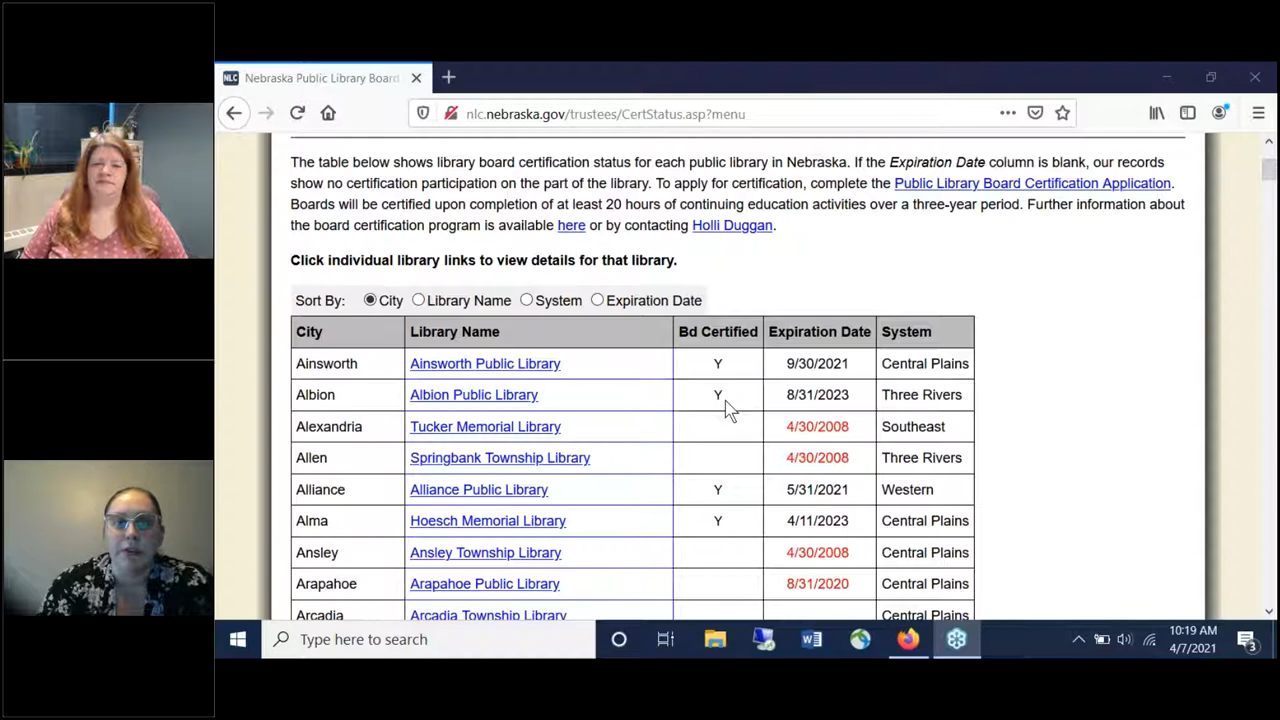 NLC Nebraska Public Library Board
nlc.nebraska.gov/trustees/CertStatus.asp?menu
The table below shows library board certification status for each public library in Nebraska. If the Expiration Date column is blank, our records
show no certification participation on the part of the library. To apply for certification, complete the Public Library Board Certification Application.
Boards will be certified upon completion of at least 20 hours of continuing education activities over a three-year period. Further information about
the board certification program is available here or by contacting Holli Duggan.
Click individual library links to view details for that library.
Sort By: City Library Name System Expiration Date
City Library Name Bd Certified Expiration Date System
Ainsworth Ainsworth Public Library Y 9/30/2021 Central Plains
Albion Albion Public Library Y 8/31/2023 Three Rivers
Alexandria Tucker Memorial Library 4/30/2008 Southeast
Allen Springbank Township Library 4/30/2008 Three Rivers
Alliance Alliance Public Library Y 5/31/2021 Western
Alma Hoesch Memorial Library Y 4/11/2023 Central Plains
Ansley Ansley Township Library 4/30/2008 Central Plains
Arapahoe Arapahoe Public Library 8/31/2020 Central Plains
Arcadia Arcadia Township Library Central Plains
Type here to search
10:19 AM
4/7/2021
3